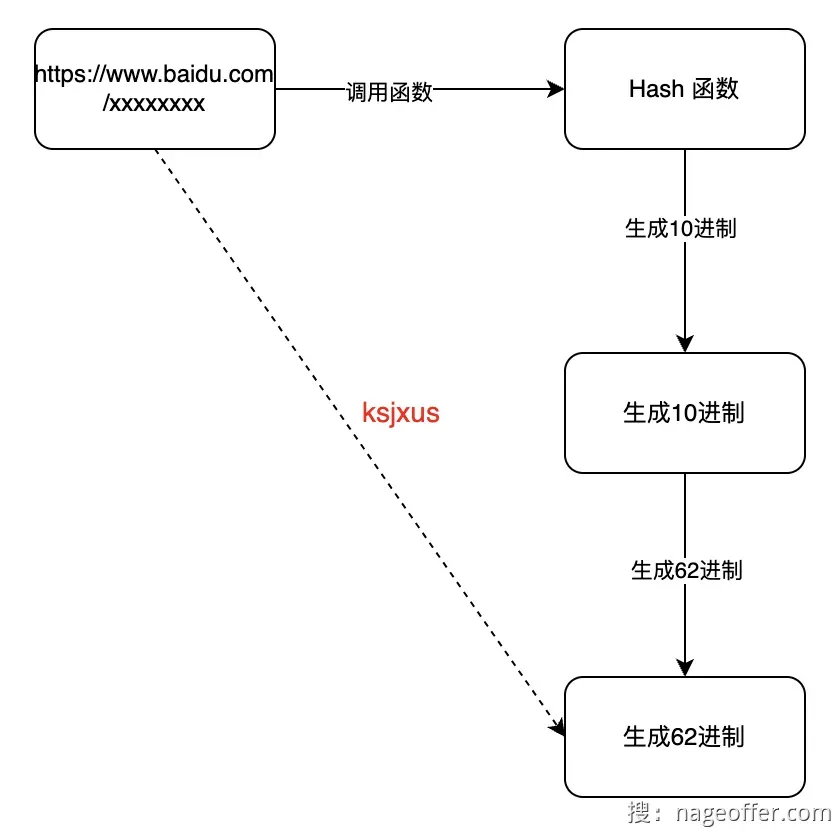 https://www.baidu.com
/xxxxxxxx
调用函数
Hash 函数
生成10进制
生成10进制
ksjxus
生成62进制
生成62进制
搜：nageoffer.com